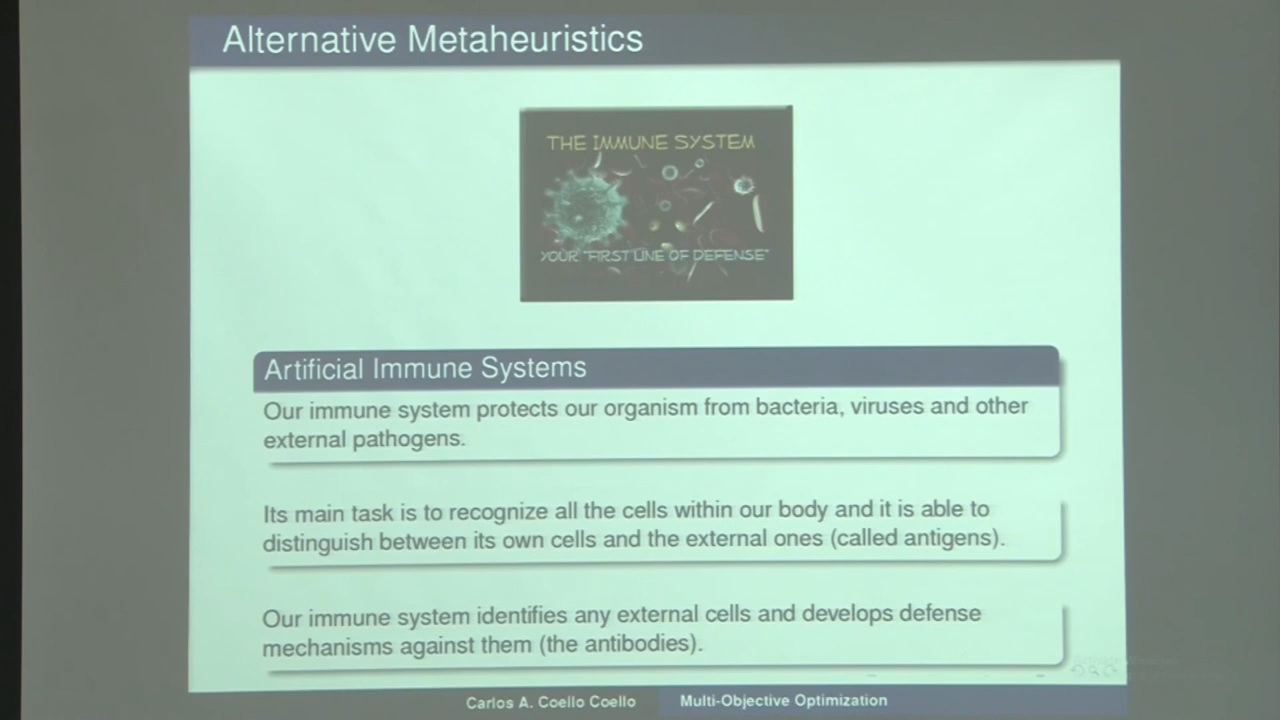 Alternative Metaheuristics
THE IMMUNE SYSTEM
YOUR "FIRST LINE OF DEFENSE"
Artificial Immune Systems
Our immune system protects our organism from bacteria, viruses and other
external pathogens.
Its main task is to recognize all the cells within our body and it is able to
distinguish between its own cells and the external ones (called antigens).
Our immune system identifies any external cells and develops defense
mechanisms against them (the antibodies).
Carlos A. Coello Coello
Multi-Objective Optimization